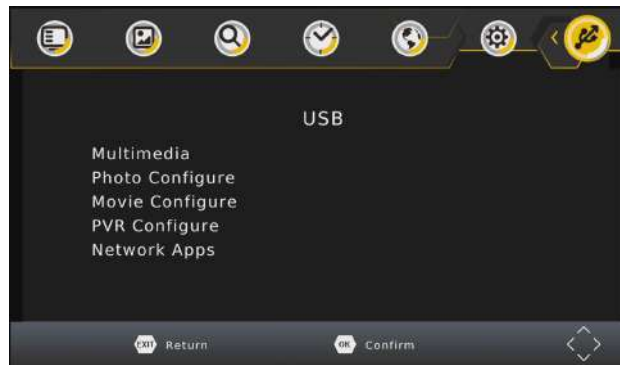 USB
Multimedia
Photo Configure
Movie Configure
PVR Configure
Network Apps
EXIT Return
OK Confirm